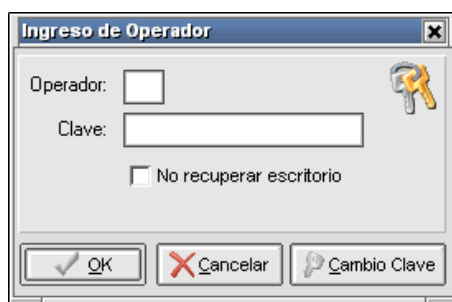 Ingreso de Operador
Operador:
Clave:
No recuperar escritorio
OK Cancelar Cambio Clave